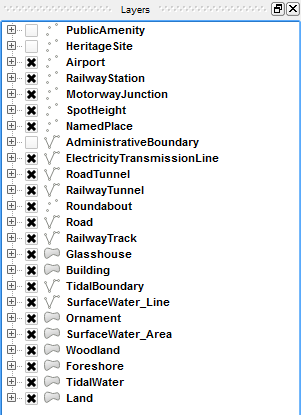 Layers
PublicAmenity
HeritageSite
Airport
RailwayStation
MotorwayJunction
SpotHeight
NamedPlace
AdministrativeBoundary
ElectricityTransmissionLine
RoadTunnel
RailwayTunnel
Roundabout
Road
RailwayTrack
Glasshouse
Building
TidalBoundary
SurfaceWater_Line
Ornament
SurfaceWater_Area
Woodland
Foreshore
TidalWater
Land